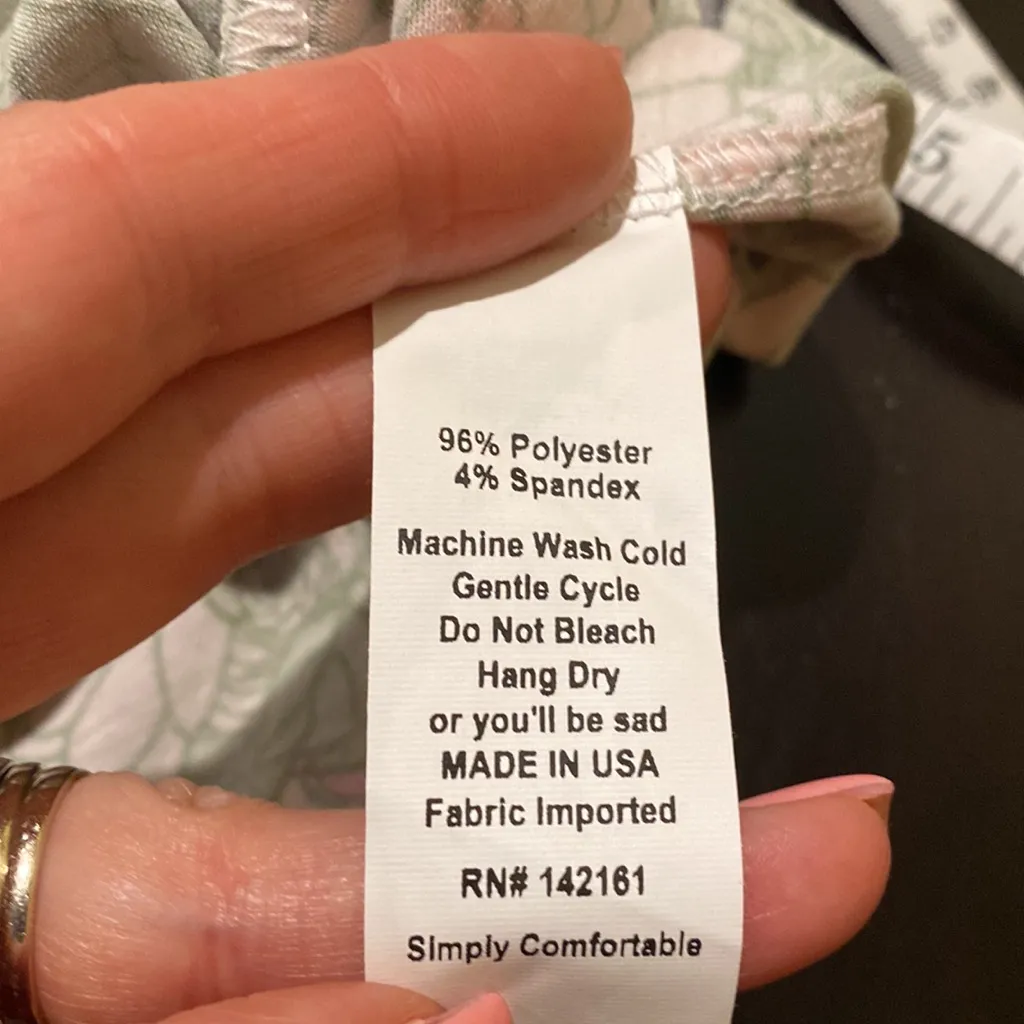 5
96% Polyester
4% Spandex
Machine Wash Cold
Gentle Cycle
Do Not Bleach
Hang Dry
or you'll be sad
MADE IN USA
Fabric Imported
RN# 142161
Simply Comfortable